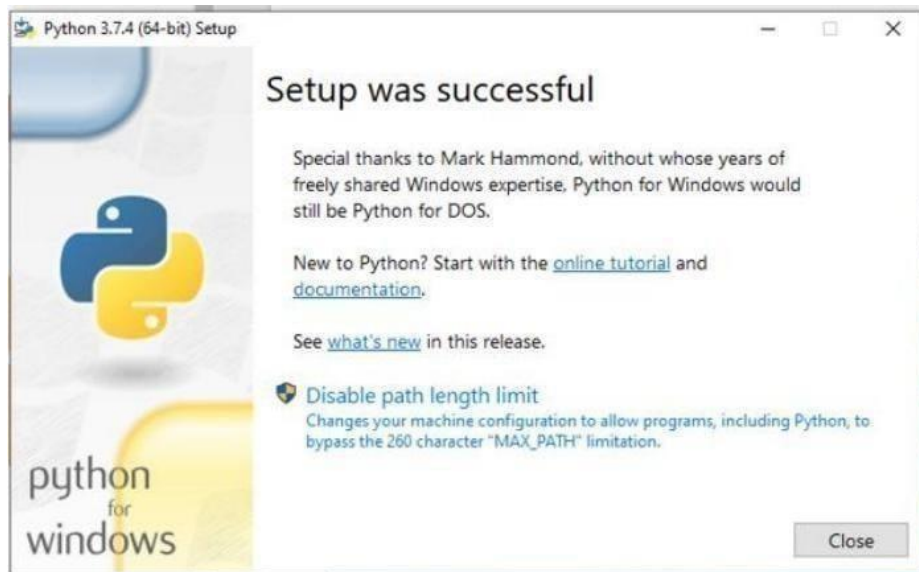 Python 3.7.4 (64-bit) Setup
Setup was successful
Special thanks to Mark Hammond, without whose years of
freely shared Windows expertise, Python for Windows would
still be Python for DOS.
New to Python? Start with the online tutorial and
documentation.
See what's new in this release.
Disable path length limit
Changes your machine configuration to allow programs, including Python, to
bypass the 260 character "MAX_PATH" limitation.
python
for
windows
Close